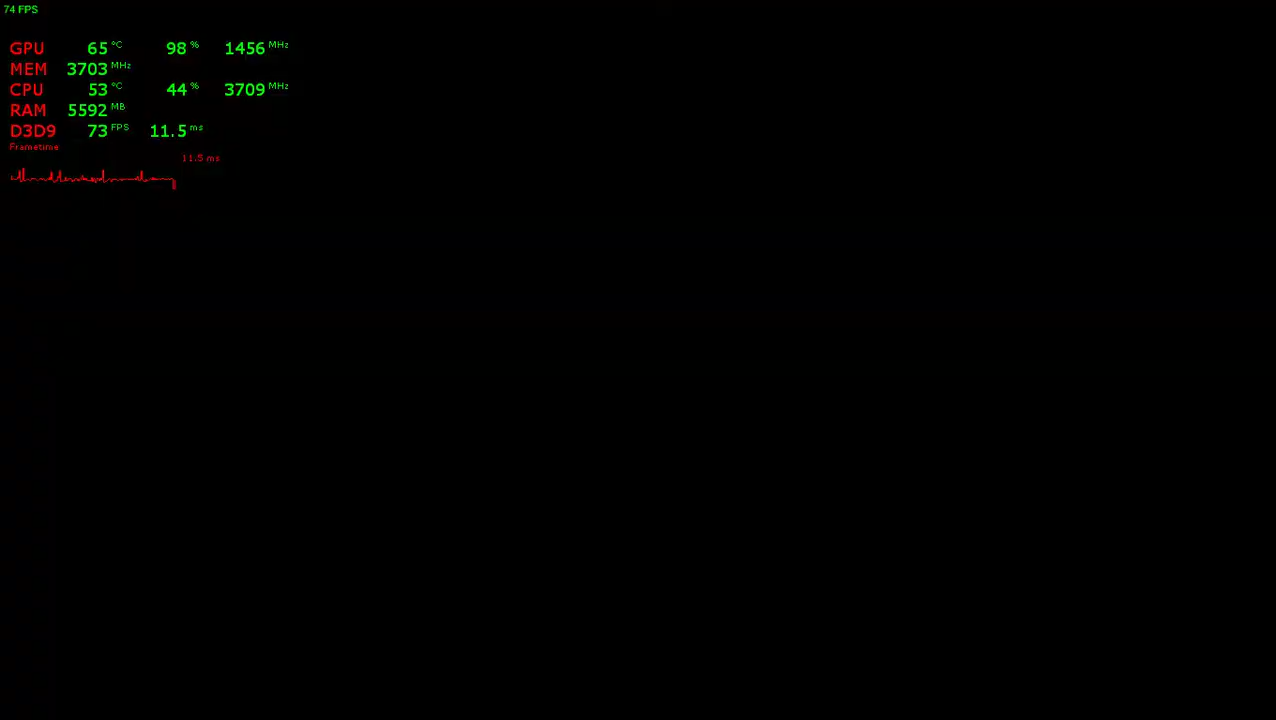 74 FPS
GPU 65 °C 98 % 1456 MHz
MEM 3703 MHz
CPU 53 °C 44 % 3709 MHz
RAM 5592 MB
D3D9 73 FPS 11.5 ms
Frametime
11.5 ms